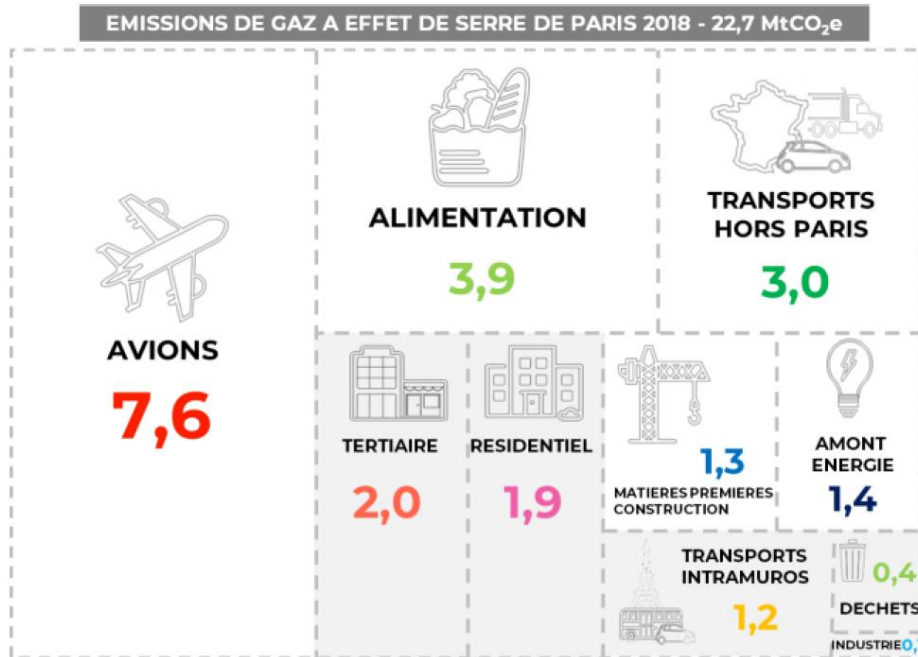 EMISSIONS DE GAZ A EFFET DE SERRE DE PARIS 2018 - 22,7 MtCO₂e
AVIONS
7,6
ALIMENTATION
3,9
TRANSPORTS
HORS PARIS
3,0
TERTIAIRE
2,0
RESIDENTIEL
1,9
1,3
MATIERES PREMIERES
CONSTRUCTION
AMONT
ENERGIE
1,4
TRANSPORTS
INTRAMUROS
1,2
0,4
DECHETS
INDUSTRIE